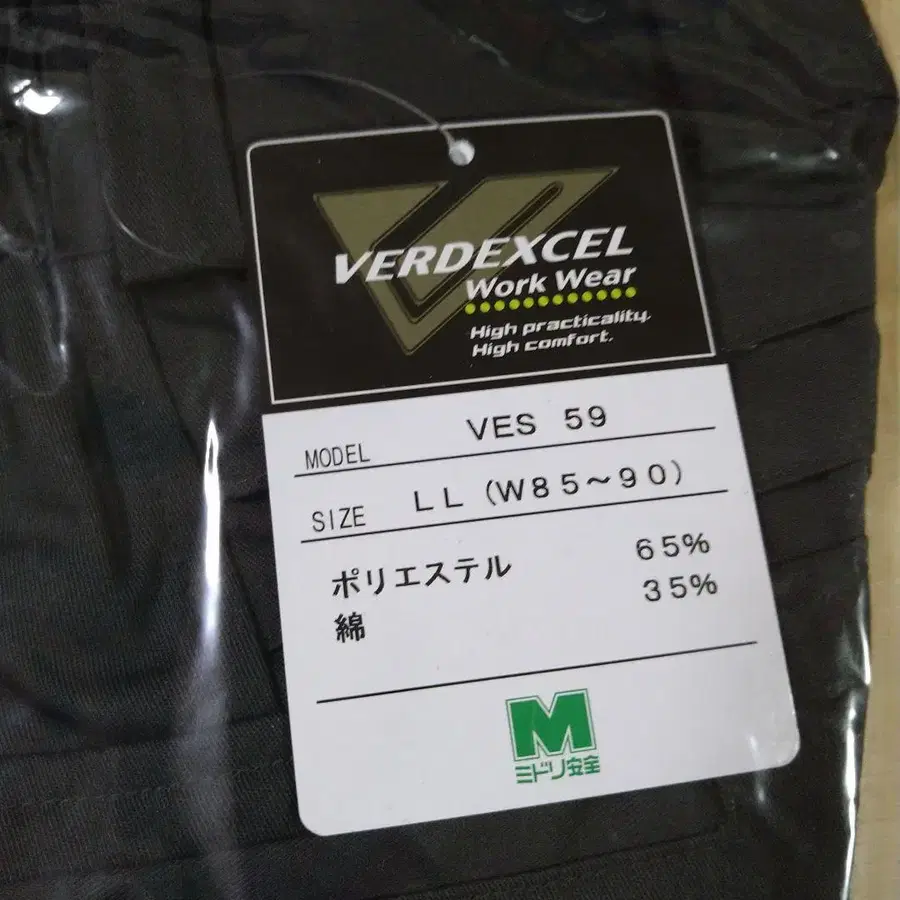 VERDEXCEL
Work Wear
High practicality.
High comfort.
MODEL ＶＥＳ ５９
SIZE ＬＬ（Ｗ８５～９０）
ポリエステル ６５％
綿 ３５％
M
ミドリ安全